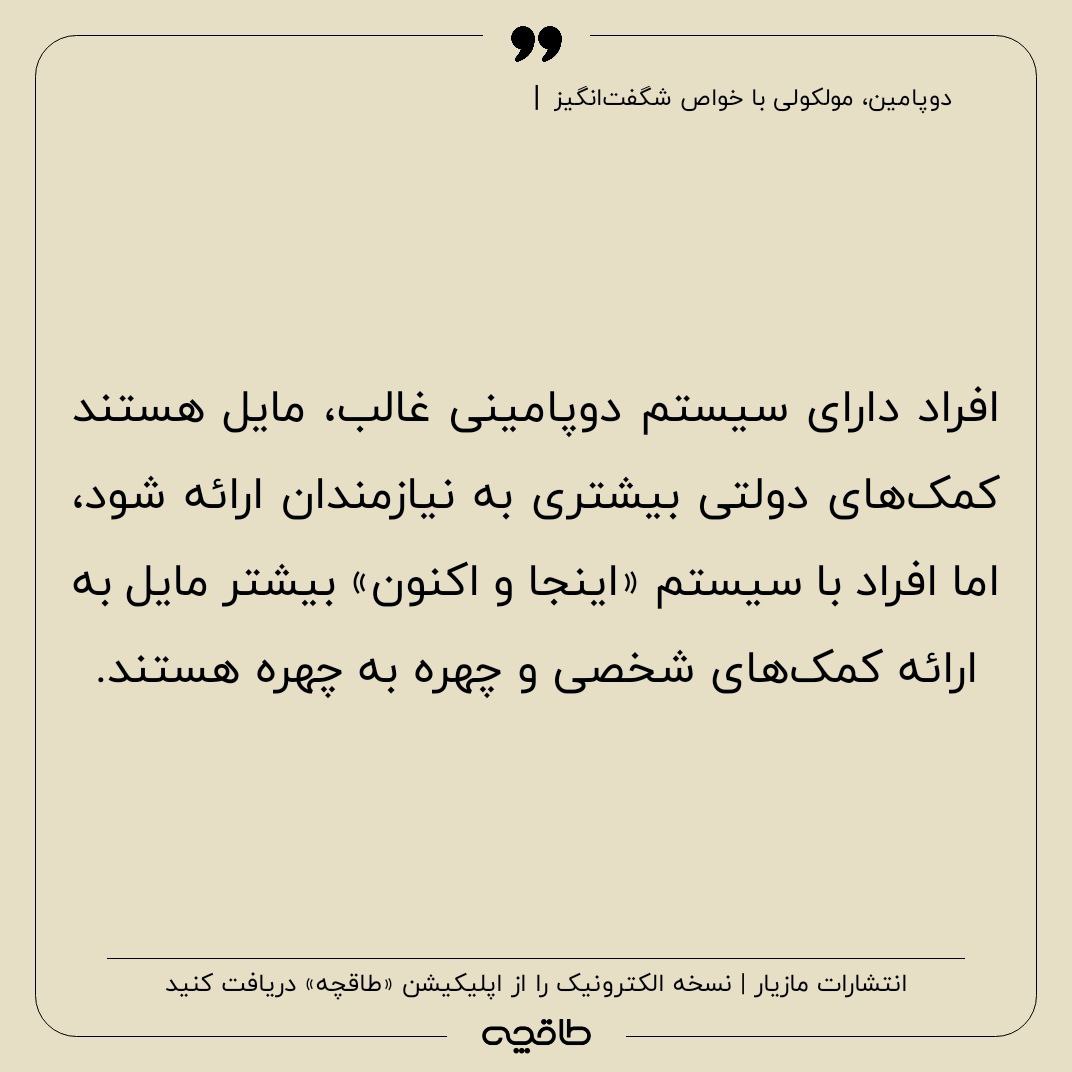 دوپامین، مولکولی با خواص شگفت‌انگیز |
افراد دارای سیستم دوپامینی غالب، مایل هستند
کمک‌های دولتی بیشتری به نیازمندان ارائه شود،
اما افراد با سیستم «اینجا و اکنون» بیشتر مایل به
ارائه کمک‌های شخصی و چهره به چهره هستند.
انتشارات مازیار | نسخه الکترونیک را از اپلیکیشن «طاقچه» دریافت کنید
طاقچه